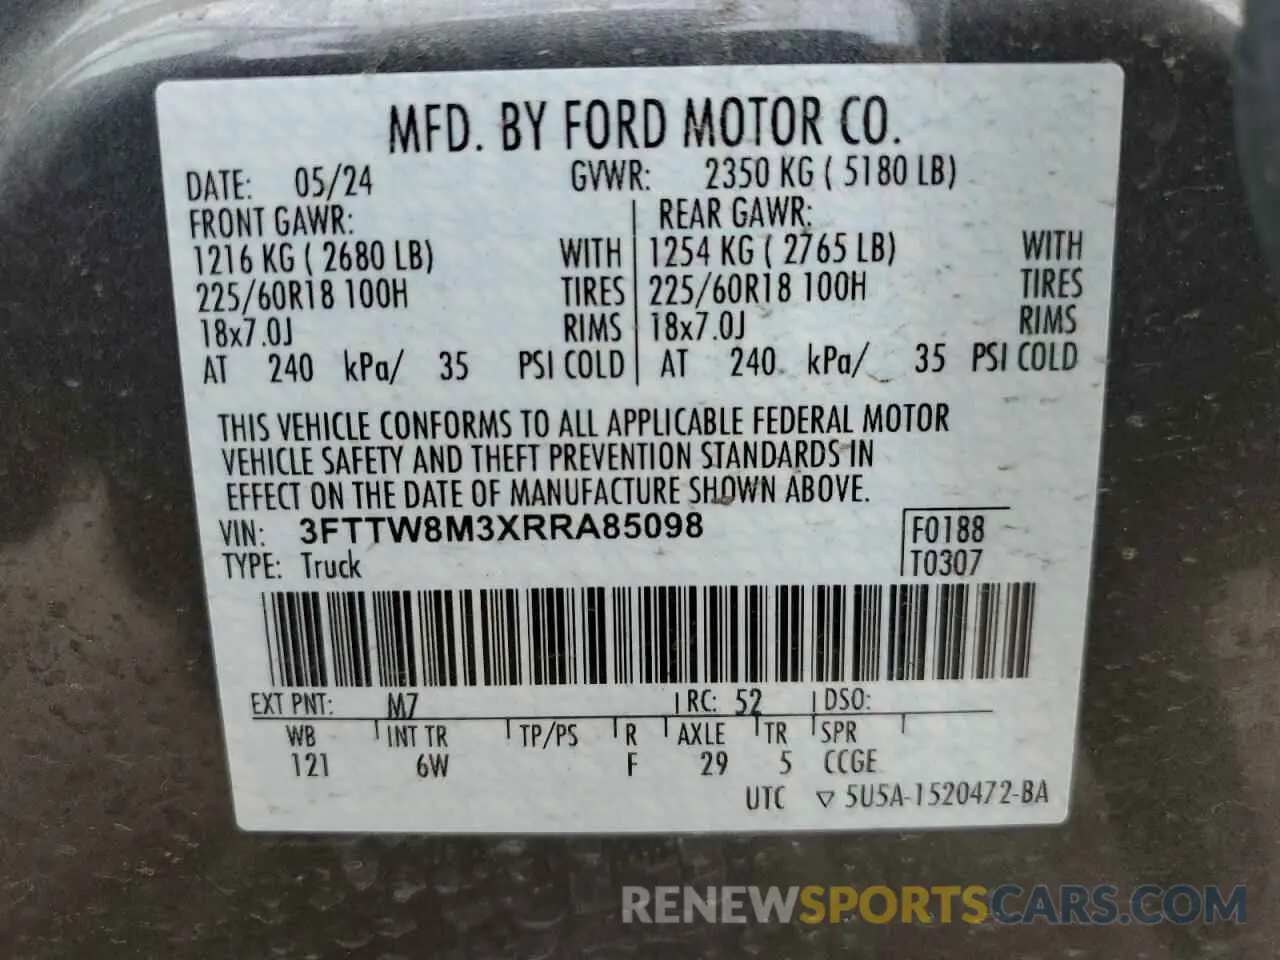 MFD. BY FORD MOTOR CO.
DATE: 05/24 GVWR: 2350 KG ( 5180 LB)
FRONT GAWR: REAR GAWR:
1216 KG ( 2680 LB) WITH 1254 KG ( 2765 LB) WITH
225/60R18 100H TIRES 225/60R18 100H TIRES
18x7.0J RIMS 18x7.0J RIMS
AT 240 kPa/ 35 PSI COLD AT 240 kPa/ 35 PSI COLD
THIS VEHICLE CONFORMS TO ALL APPLICABLE FEDERAL MOTOR
VEHICLE SAFETY AND THEFT PREVENTION STANDARDS IN
EFFECT ON THE DATE OF MANUFACTURE SHOWN ABOVE.
VIN: 3FTTW8M3XRRA85098 F0188
TYPE: Truck T0307
EXT PNT: M7 RC: 52 DSO:
WB INT TR TP/PS R AXLE TR SPR
121 6W F 29 5 CCGE
UTC ▽ 5U5A-1520472-BA
RENEWSPORTSCARS.COM